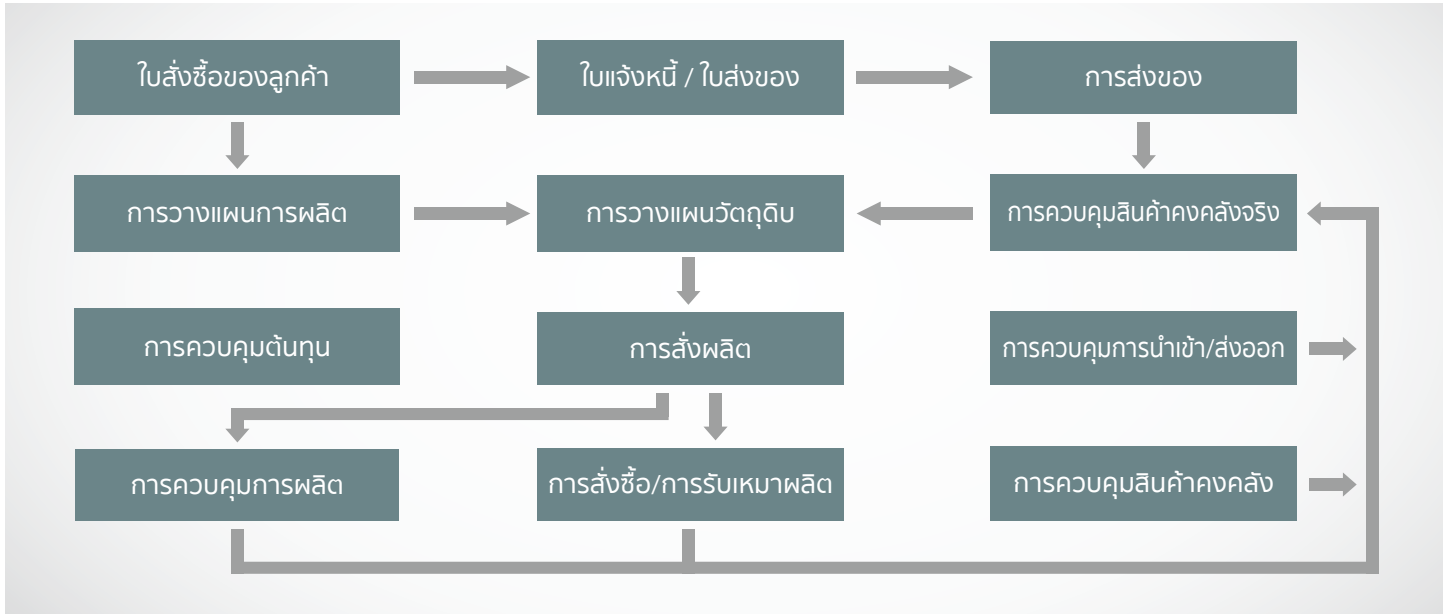 ใบสั่งซื้อของลูกค้า
ใบแจ้งหนี้ / ใบส่งของ
การส่งของ
การวางแผนการผลิต
การวางแผนวัตถุดิบ
การควบคุมสินค้าคงคลังจริง
การควบคุมต้นทุน
การสั่งผลิต
การควบคุมการนำเข้า/ส่งออก
การควบคุมการผลิต
การสั่งซื้อ/การรับเหมาผลิต
การควบคุมสินค้าคงคลัง